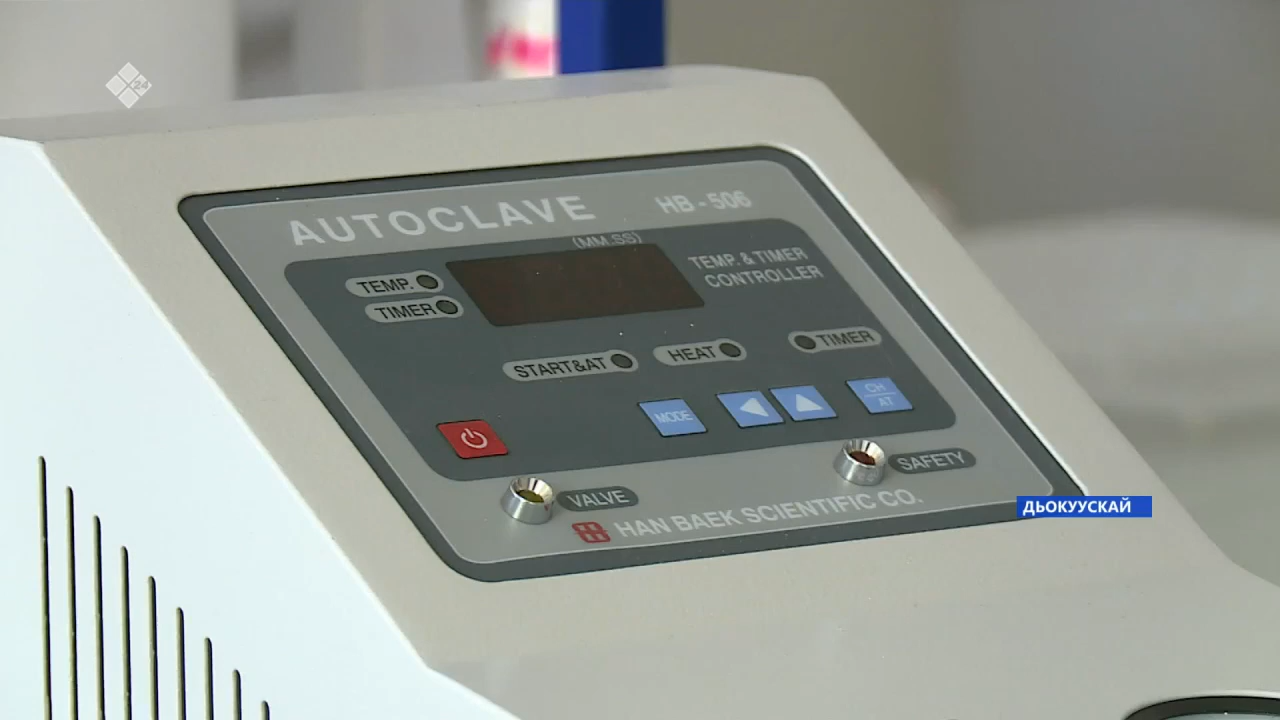 24
AUTOCLAVE
HB - 506
(MM.SS)
TEMP.
TIMER
TEMP. & TIMER
CONTROLLER
START&AT
HEAT
TIMER
MODE
CH
AT
VALVE
SAFETY
HAN BAEK SCIENTIFIC CO.
ДЬОКУУСКАЙ